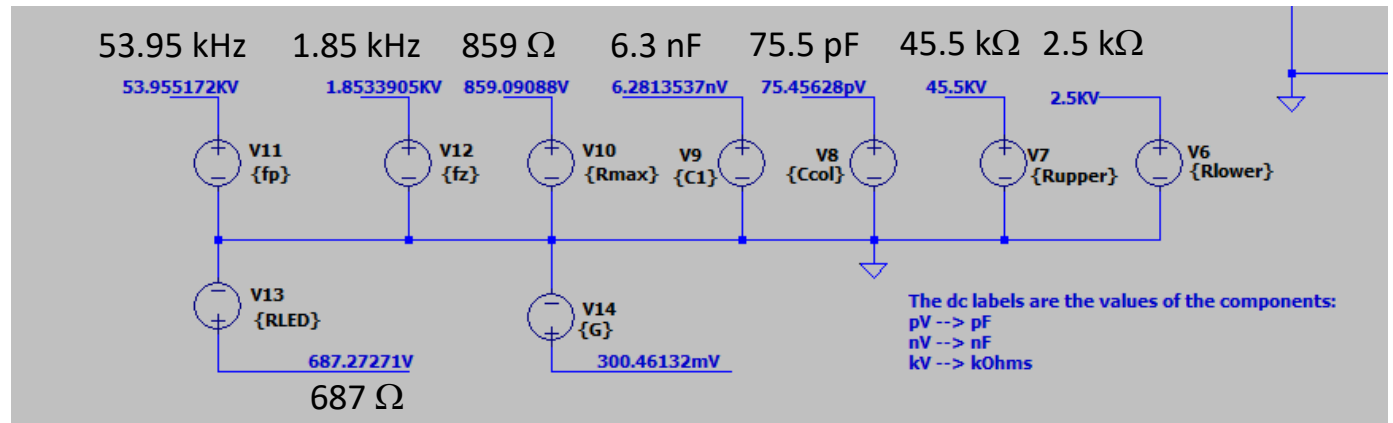 53.95 kHz 1.85 kHz 859 Ω 6.3 nF 75.5 pF 45.5 kΩ 2.5 kΩ
53.955172KV 1.8533905KV 859.09088V 6.2813537nV 75.45628pV 45.5KV 2.5KV
V11 V12 V10 V9 V8 V7 V6
{fp} {fz} {Rmax} {C1} {Ccol} {Rupper} {Rlower}
V13 V14
{RLED} {G}
687.27271V 300.46132mV
687 Ω
The dc labels are the values of the components:
pV --> pF
nV --> nF
kV --> kOhms